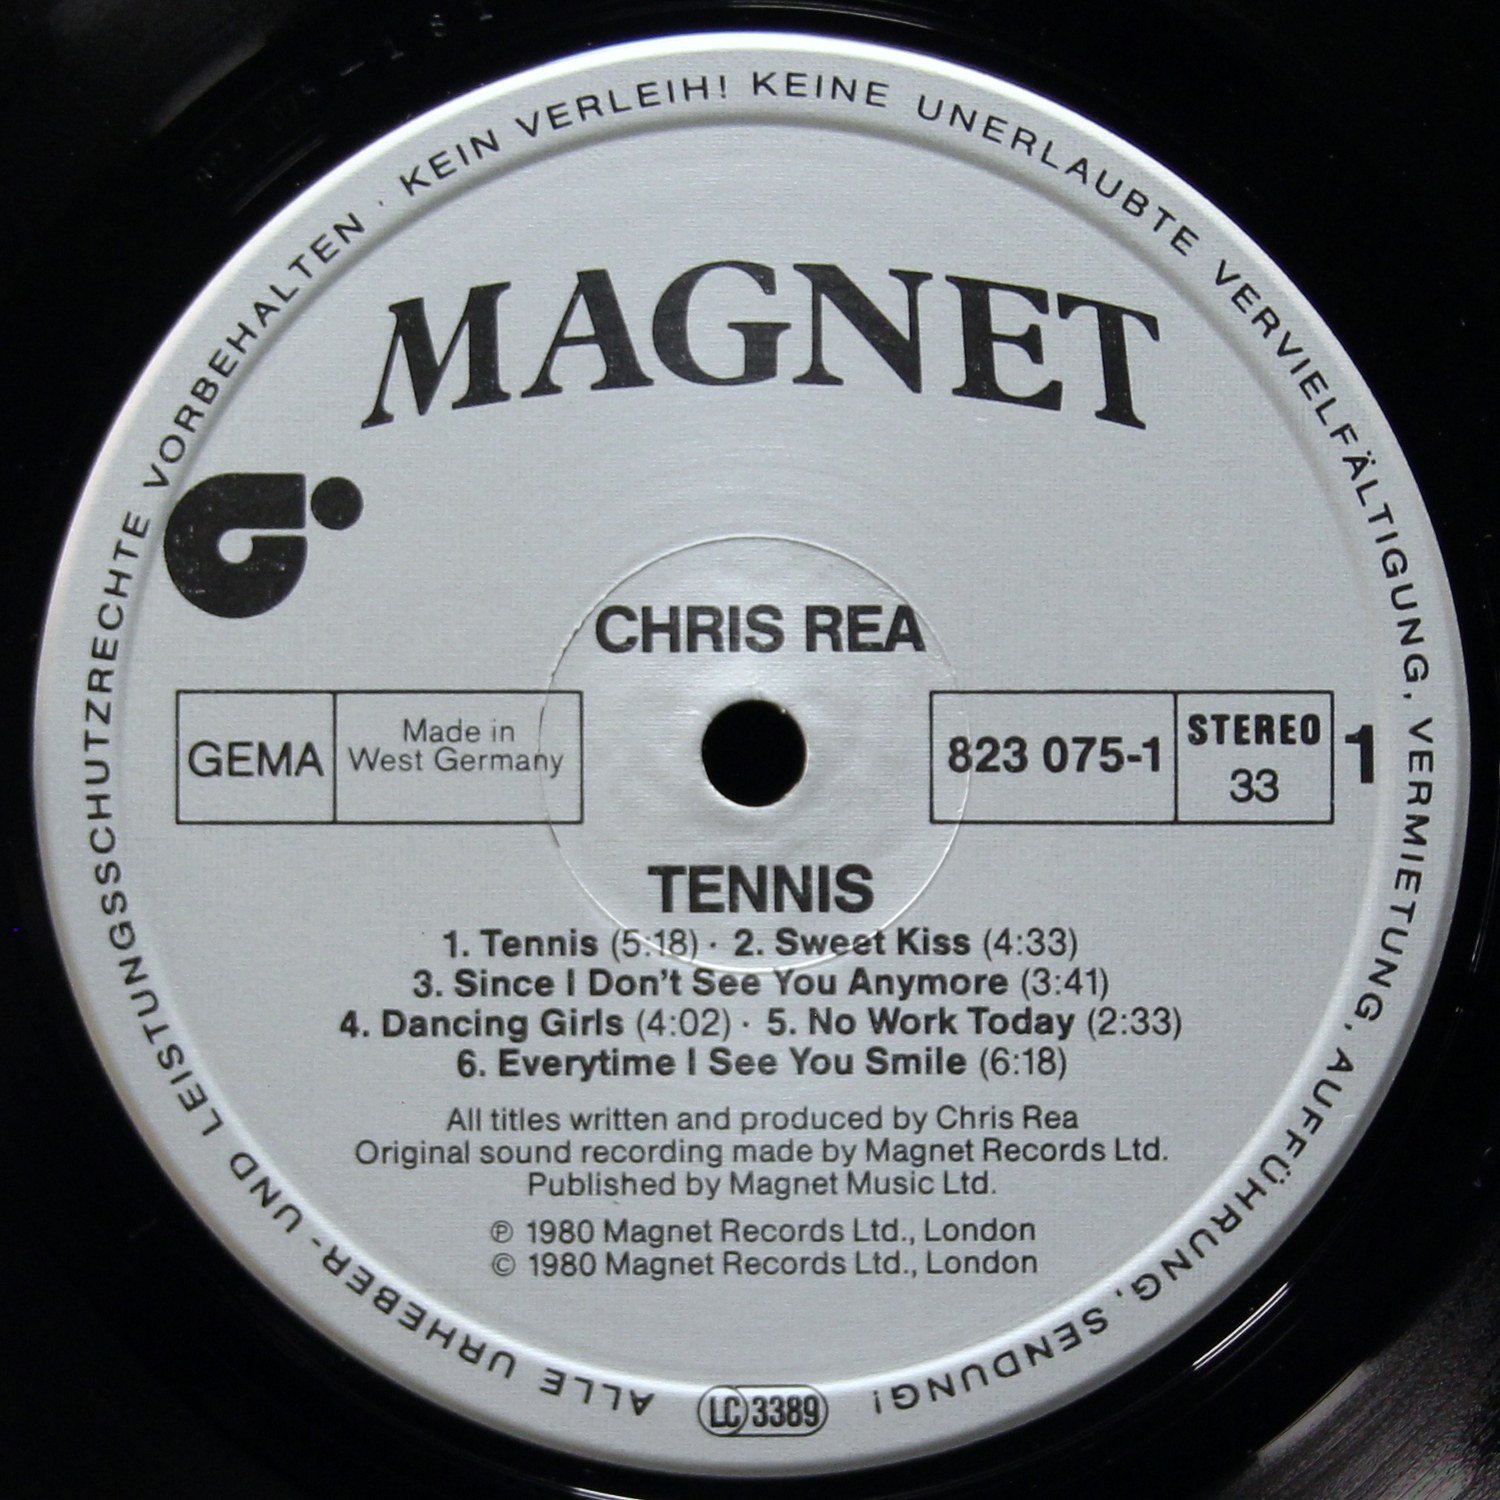 ALLE URHEBER- UND LEISTUNGSSCHUTZRECHTE VORBEHALTEN · KEIN VERLEIH! KEINE UNERLAUBTE VERVIELFÄLTIGUNG, VERMIETUNG, AUFFÜHRUNG, SENDUNG!
MAGNET
CHRIS REA
GEMA
Made in
West Germany
823 075-1
STEREO
33
1
TENNIS
1. Tennis (5:18) · 2. Sweet Kiss (4:33)
3. Since I Don't See You Anymore (3:41)
4. Dancing Girls (4:02) · 5. No Work Today (2:33)
6. Everytime I See You Smile (6:18)
All titles written and produced by Chris Rea
Original sound recording made by Magnet Records Ltd.
Published by Magnet Music Ltd.
℗ 1980 Magnet Records Ltd., London
© 1980 Magnet Records Ltd., London
LC 3389